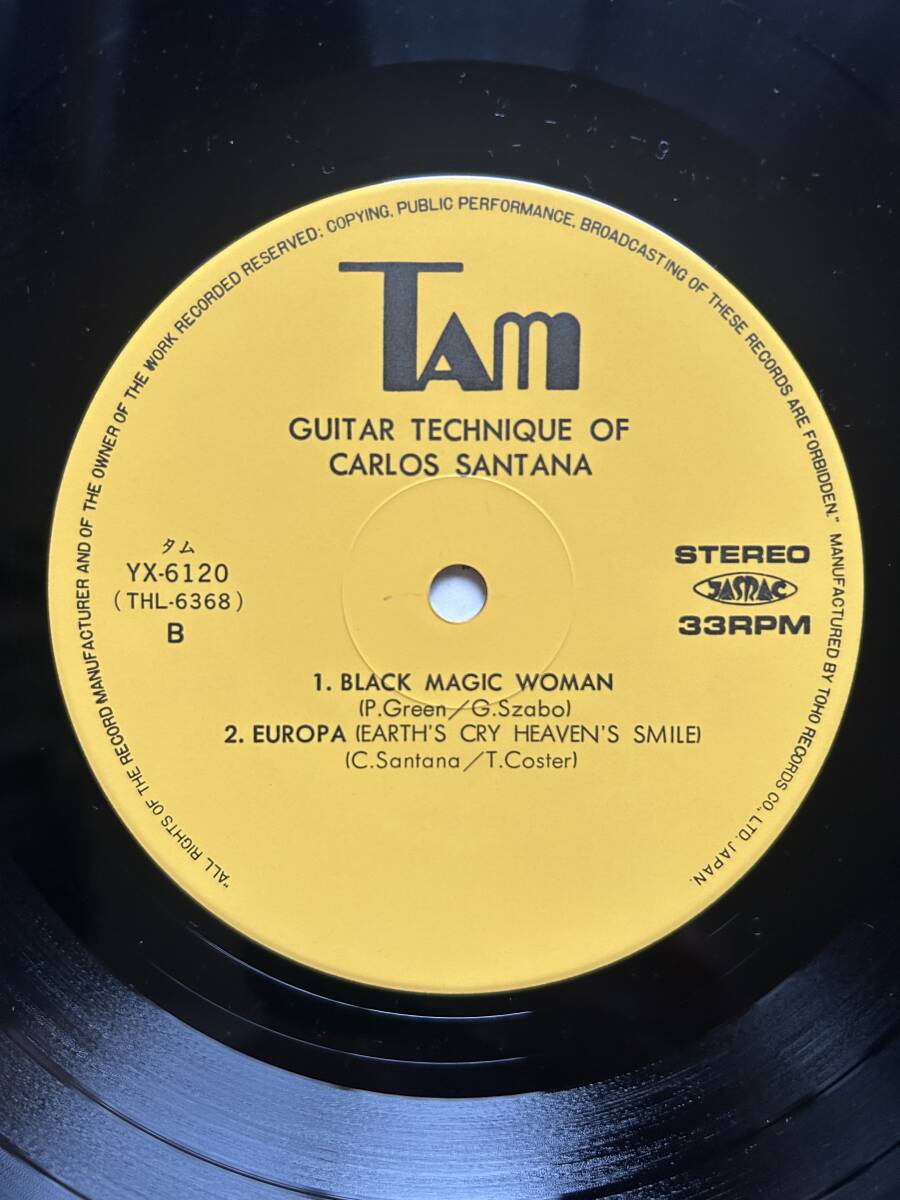 "ALL RIGHTS OF THE RECORD MANUFACTURER AND OF THE OWNER OF THE WORK RECORDED RESERVED: COPYING, PUBLIC PERFORMANCE, BROADCASTING OF THESE RECORDS ARE FORBIDDEN." MANUFACTURED BY TOHO RECORDS CO., LTD. JAPAN.
TAM
GUITAR TECHNIQUE OF
CARLOS SANTANA
タム
YX-6120
(THL-6368)
B
STEREO
JASRAC
33RPM
1. BLACK MAGIC WOMAN
(P.Green/G.Szabo)
2. EUROPA (EARTH'S CRY HEAVEN'S SMILE)
(C.Santana/T.Coster)